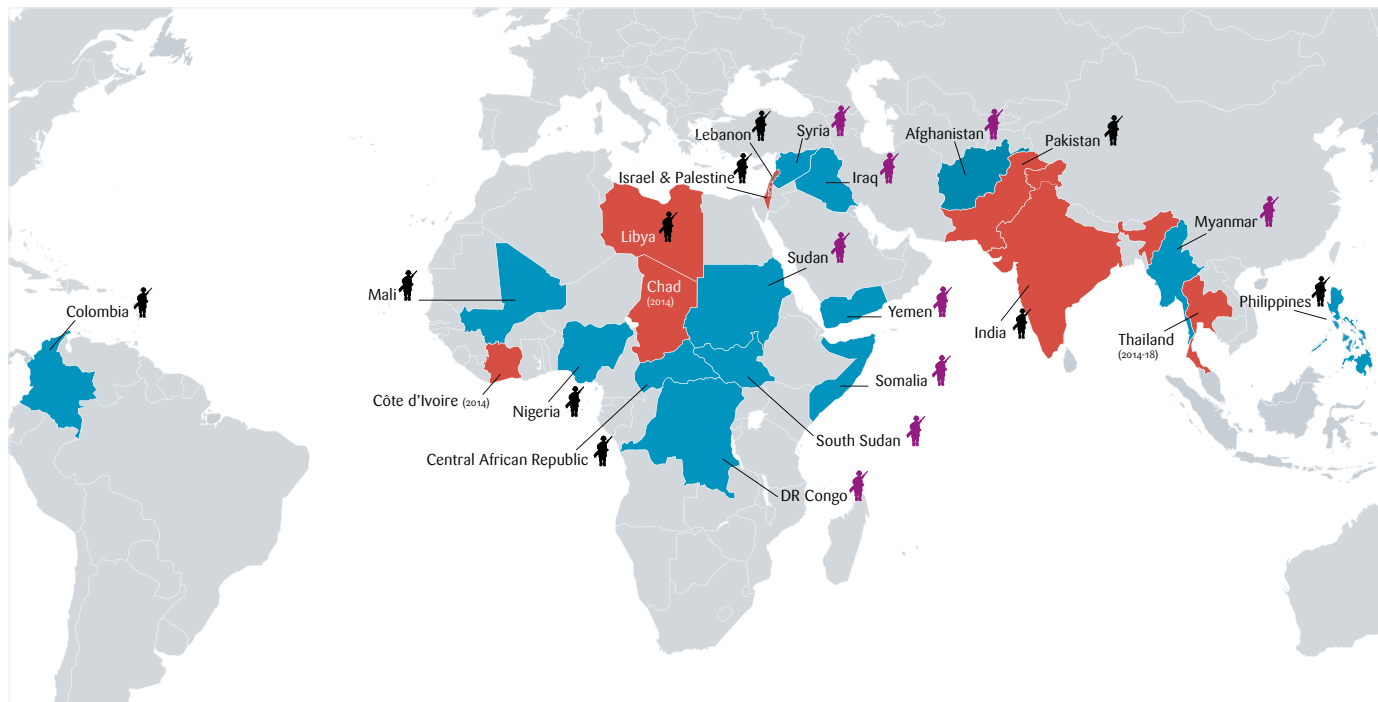 Lebanon
Syria
Afghanistan
Pakistan
Israel & Palestine
Iraq
Myanmar
Libya
Sudan
Mali
Chad
(2014)
Colombia
Yemen
Philippines
India
Thailand
(2014-18)
Côte d'Ivoire (2014)
Nigeria
Somalia
South Sudan
Central African Republic
DR Congo